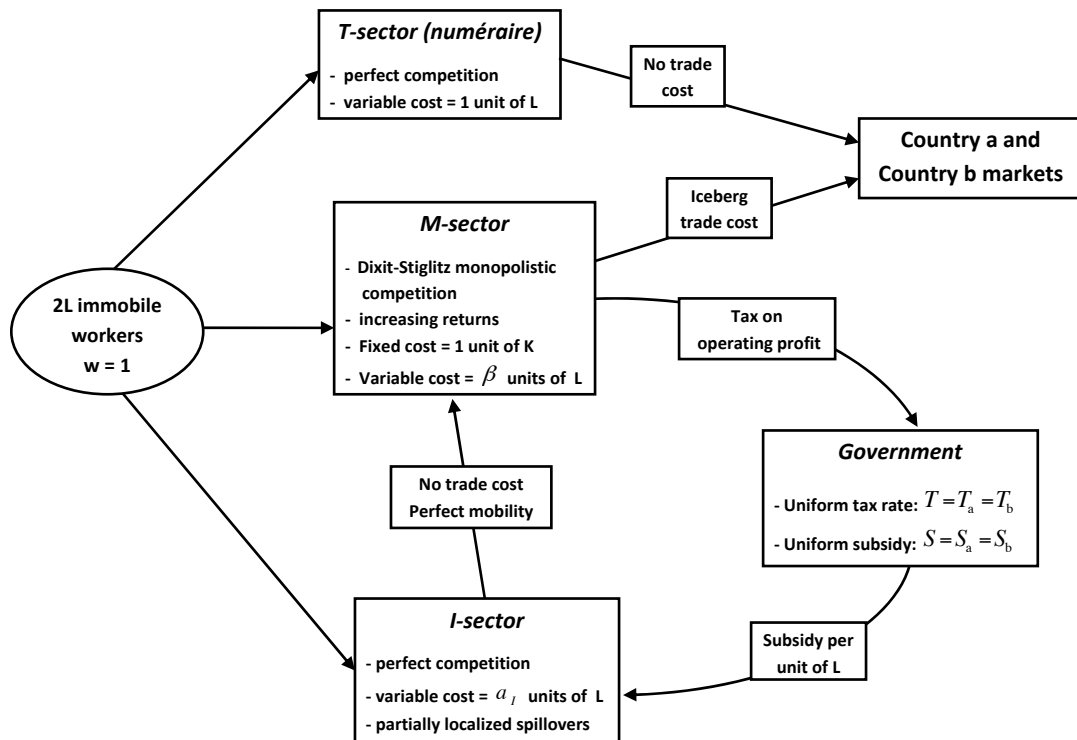 T-sector (numéraire)
- perfect competition
- variable cost = 1 unit of L
No trade
cost
Country a and
Country b markets
Iceberg
trade cost
M-sector
- Dixit-Stiglitz monopolistic
competition
- increasing returns
- Fixed cost = 1 unit of K
- Variable cost = β units of L
2L immobile
workers
w = 1
Tax on
operating profit
Government
- Uniform tax rate: T = T_a = T_b
- Uniform subsidy: S = S_a = S_b
No trade cost
Perfect mobility
I-sector
- perfect competition
- variable cost = a_I units of L
- partially localized spillovers
Subsidy per
unit of L